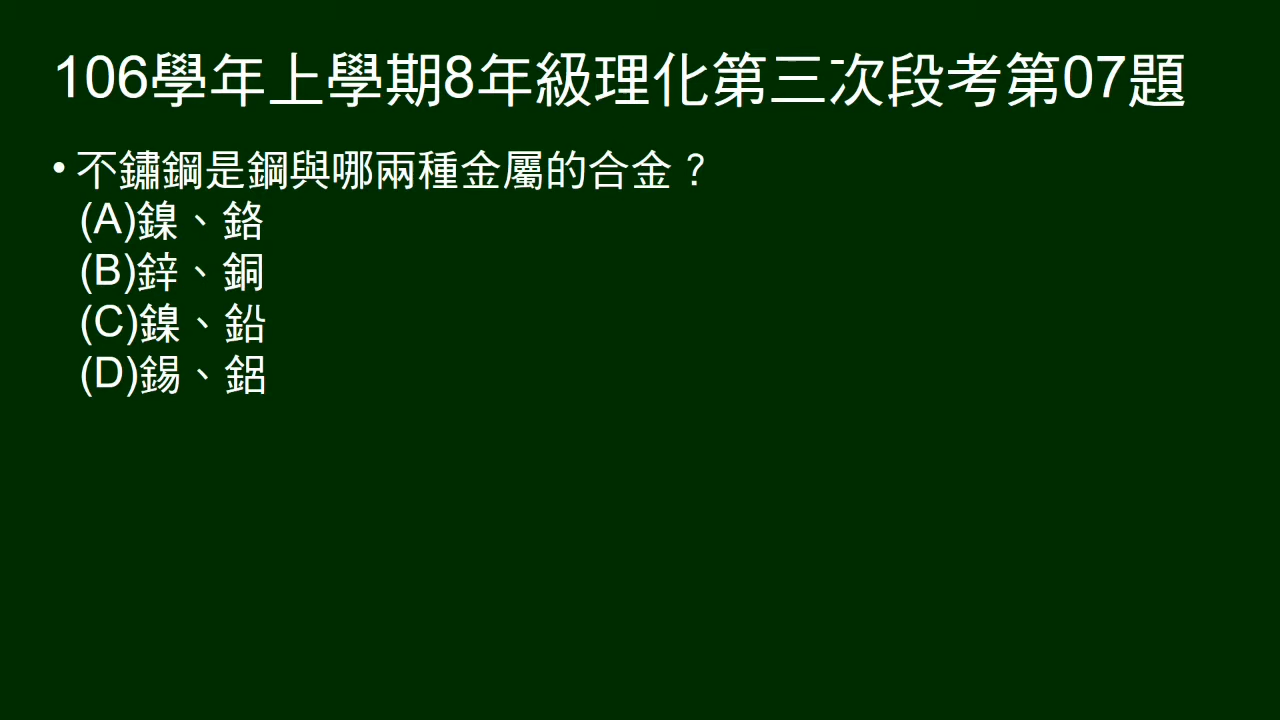 106學年上學期8年級理化第三次段考第07題
• 不鏽鋼是鋼與哪兩種金屬的合金？
(A)鎳、鉻
(B)鋅、銅
(C)鎳、鉛
(D)錫、鋁